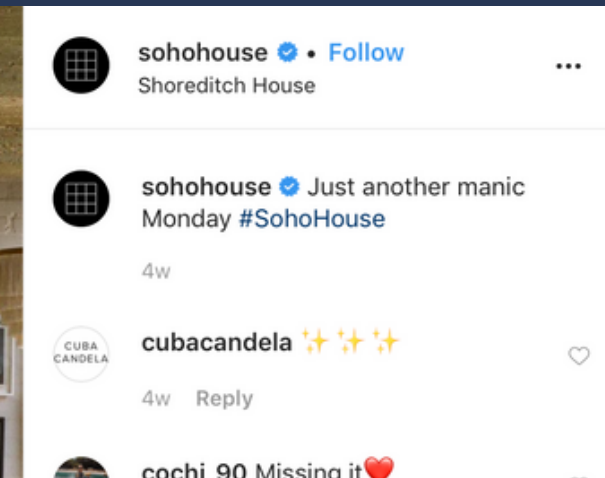 sohohouse • Follow
Shoreditch House
sohohouse Just another manic
Monday #SohoHouse
4w
CUBA
CANDELA
cubacandela ✨✨✨
4w Reply
cochi_90 Missing it❤️